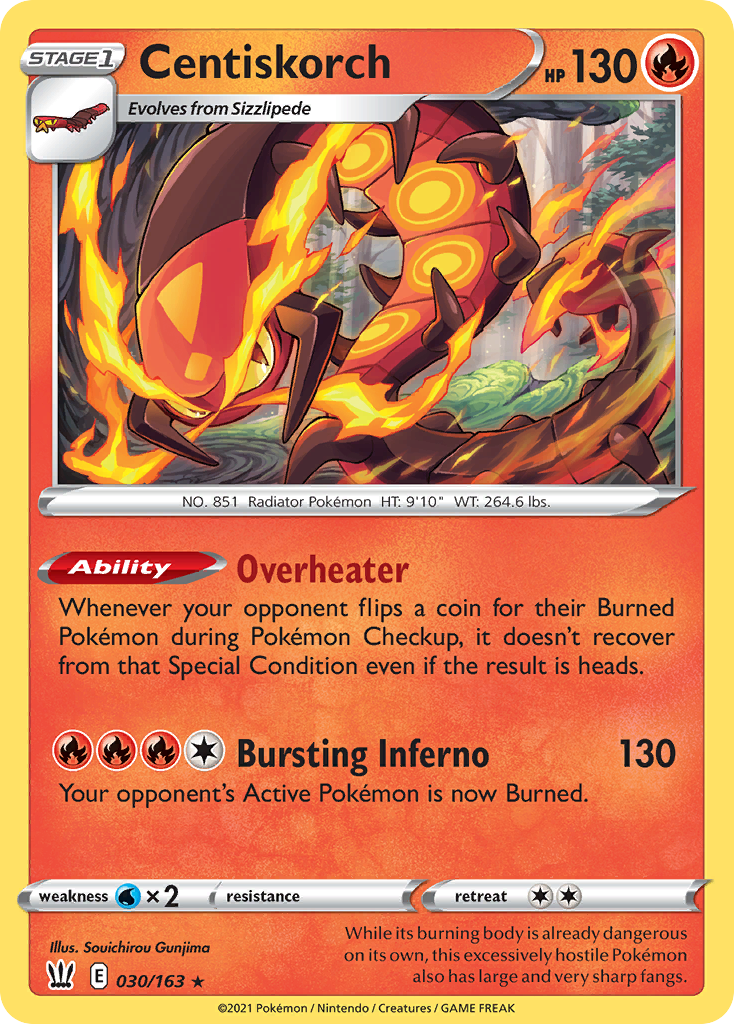 STAGE 1
Centiskorch
HP 130
Evolves from Sizzlipede
NO. 851 Radiator Pokémon HT: 9'10" WT: 264.6 lbs.
Ability Overheater
Whenever your opponent flips a coin for their Burned
Pokémon during Pokémon Checkup, it doesn't recover
from that Special Condition even if the result is heads.
Bursting Inferno 130
Your opponent's Active Pokémon is now Burned.
weakness ×2 resistance retreat
Illus. Souichirou Gunjima
E 030/163 ★
While its burning body is already dangerous
on its own, this excessively hostile Pokémon
also has large and very sharp fangs.
©2021 Pokémon / Nintendo / Creatures / GAME FREAK